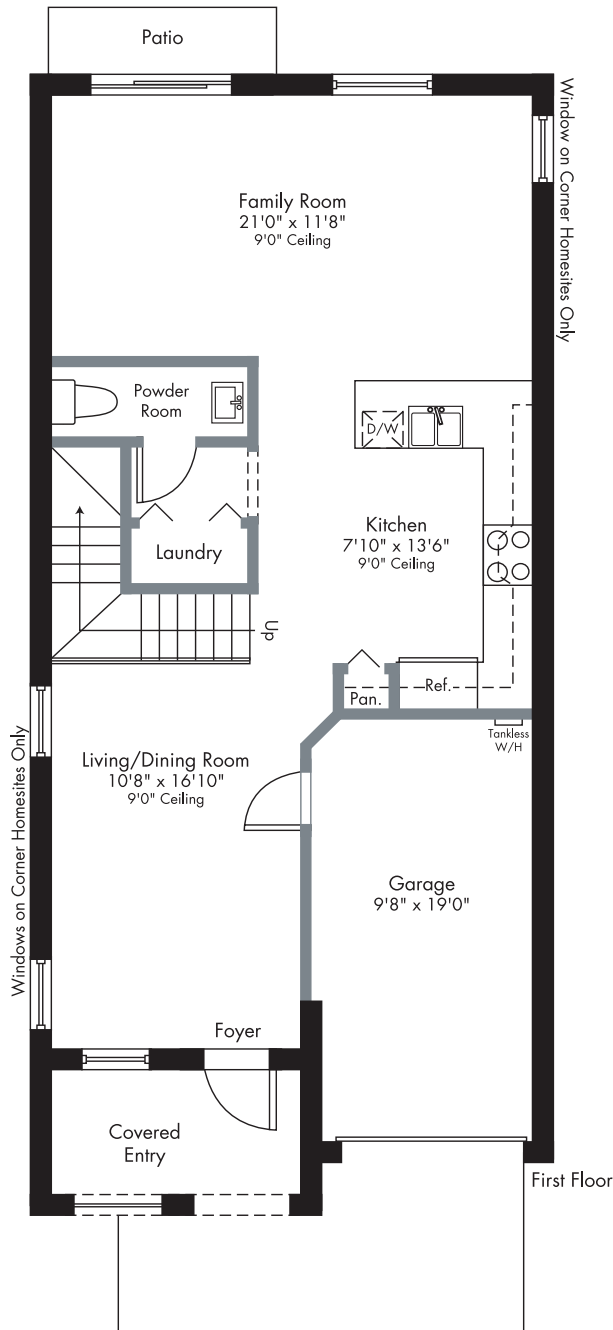 Patio
Window on Corner Homesites Only
Family Room
21'0" x 11'8"
9'0" Ceiling
Powder
Room
D/W
Kitchen
7'10" x 13'6"
9'0" Ceiling
Laundry
Up
Pan.
Ref.
Tankless
W/H
Windows on Corner Homesites Only
Living/Dining Room
10'8" x 16'10"
9'0" Ceiling
Garage
9'8" x 19'0"
Foyer
Covered
Entry
First Floor